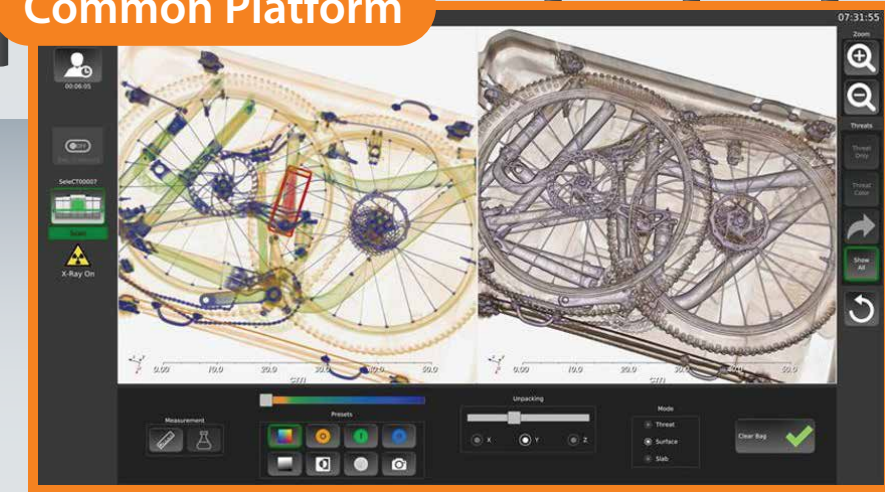 Common Platform
07:31:55
Zoom
00:06:05
Threats
Threat
Only
OFF
Threat
Color
SeleCT00007
Scan
Show
All
X-Ray On
0.00 10.0 20.0 30.0 40.0 50.0
cm
0.00 10.0 20.0 30.0 40.0 50.0
cm
Measurement
Presets
Unpacking
X Y Z
Mode
Threat
Surface
Slab
Clear Bag